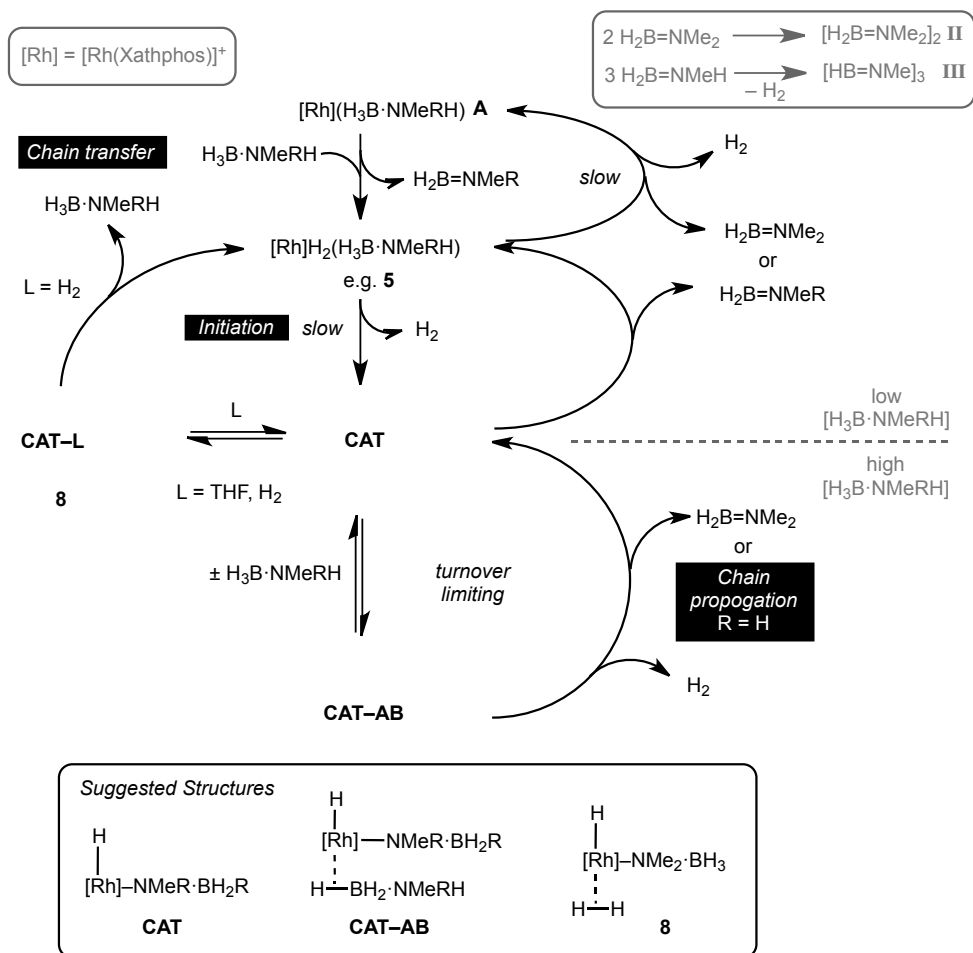 [Rh] = [Rh(Xathphos)]⁺
2 H₂B=NMe₂ [H₂B=NMe₂]₂ II
3 H₂B=NMeH [HB=NMe]₃ III
– H₂
[Rh](H₃B·NMeRH) A
H₂
Chain transfer
H₃B·NMeRH
H₂B=NMeR
slow
H₃B·NMeRH
H₂B=NMe₂
or
H₂B=NMeR
[Rh]H₂(H₃B·NMeRH)
e.g. 5
L = H₂
Initiation slow
H₂
low
[H₃B·NMeRH]
L
CAT–L
CAT
high
[H₃B·NMeRH]
8
L = THF, H₂
H₂B=NMe₂
or
± H₃B·NMeRH
turnover
limiting
Chain
propogation
R = H
H₂
CAT–AB
Suggested Structures
H
[Rh]–NMeR·BH₂R
CAT
H
[Rh]—NMeR·BH₂R
H–BH₂·NMeRH
CAT–AB
H
[Rh]–NMe₂·BH₃
H–H
8